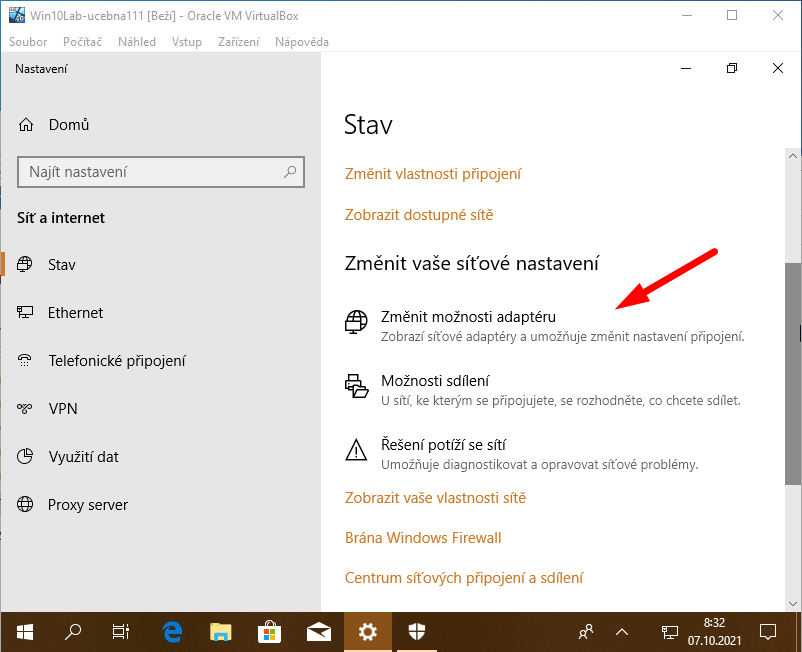 Win10Lab-ucebna111 [Beží] - Oracle VM VirtualBox
Soubor Počítač Náhled Vstup Zařízení Nápověda
Nastavení
Domů
Najít nastavení
Síť a internet
Stav
Ethernet
Telefonické připojení
VPN
Využití dat
Proxy server
Stav
Změnit vlastnosti připojení
Zobrazit dostupné sítě
Změnit vaše síťové nastavení
Změnit možnosti adaptéru
Zobrazí síťové adaptéry a umožňuje změnit nastavení připojení.
Možnosti sdílení
U sítí, ke kterým se připojujete, se rozhodněte, co chcete sdílet.
Řešení potíží se sítí
Umožňuje diagnostikovat a opravovat síťové problémy.
Zobrazit vaše vlastnosti sítě
Brána Windows Firewall
Centrum síťových připojení a sdílení
8:32
07.10.2021